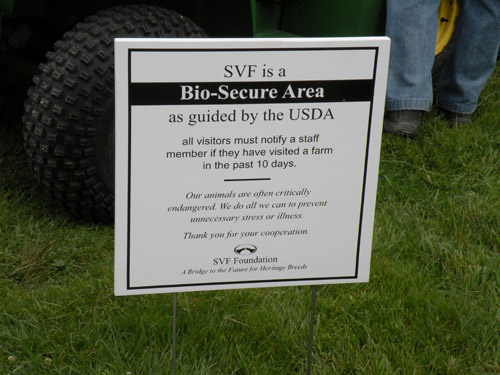 SVF is a
Bio-Secure Area
as guided by the USDA
all visitors must notify a staff
member if they have visited a farm
in the past 10 days.
Our animals are often critically
endangered. We do all we can to prevent
unnecessary stress or illness.
Thank you for your cooperation.
SVF Foundation
A Bridge to the Future for Heritage Breeds